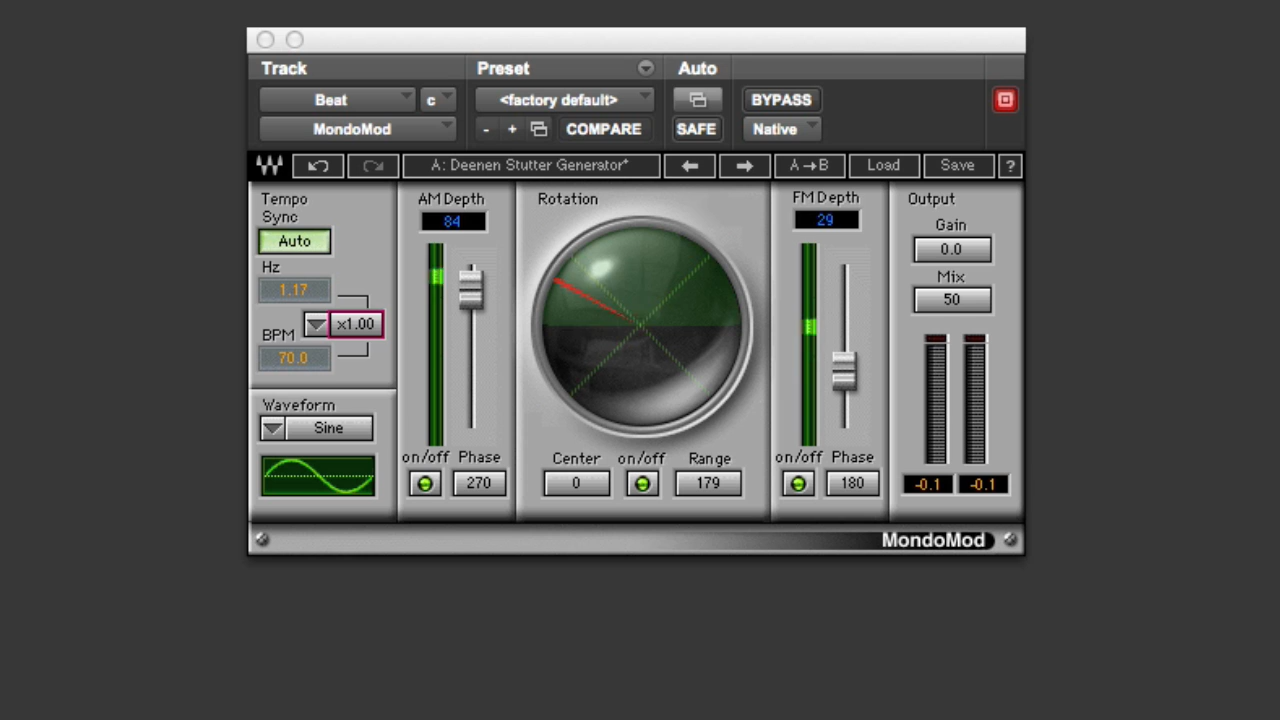 Track Preset Auto
Beat c <factory default> BYPASS
MondoMod - + COMPARE SAFE Native
A: Deenen Stutter Generator* A→B Load Save ?
Tempo
Sync
Auto
Hz
1.17
x1.00
BPM
70.0
Waveform
Sine
AM Depth
84
on/off Phase
270
Rotation
Center on/off Range
0 179
FM Depth
29
on/off Phase
180
Output
Gain
0.0
Mix
50
-0.1 -0.1
MondoMod